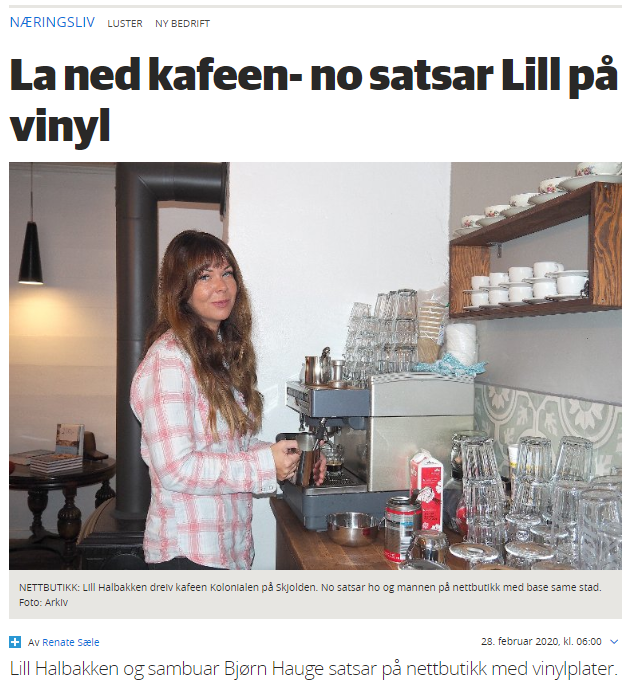 NÆRINGSLIV LUSTER NY BEDRIFT
La ned kafeen- no satsar Lill på
vinyl
NETTBUTIKK: Lill Halbakken dreiv kafeen Kolonialen på Skjolden. No satsar ho og mannen på nettbutikk med base same stad.
Foto: Arkiv
Av Renate Sæle 28. februar 2020, kl. 06:00
Lill Halbakken og sambuar Bjørn Hauge satsar på nettbutikk med vinylplater.